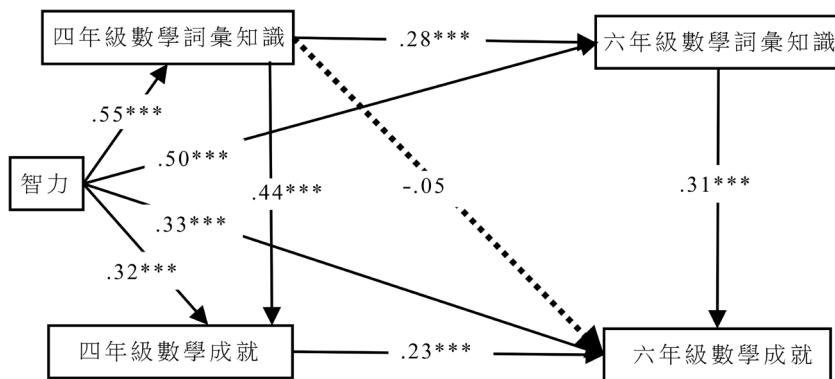 四年級數學詞彙知識
.28***
六年級數學詞彙知識
.55***
.50***
智力
.44***
-.05
.31***
.33***
.32***
四年級數學成就
.23***
六年級數學成就